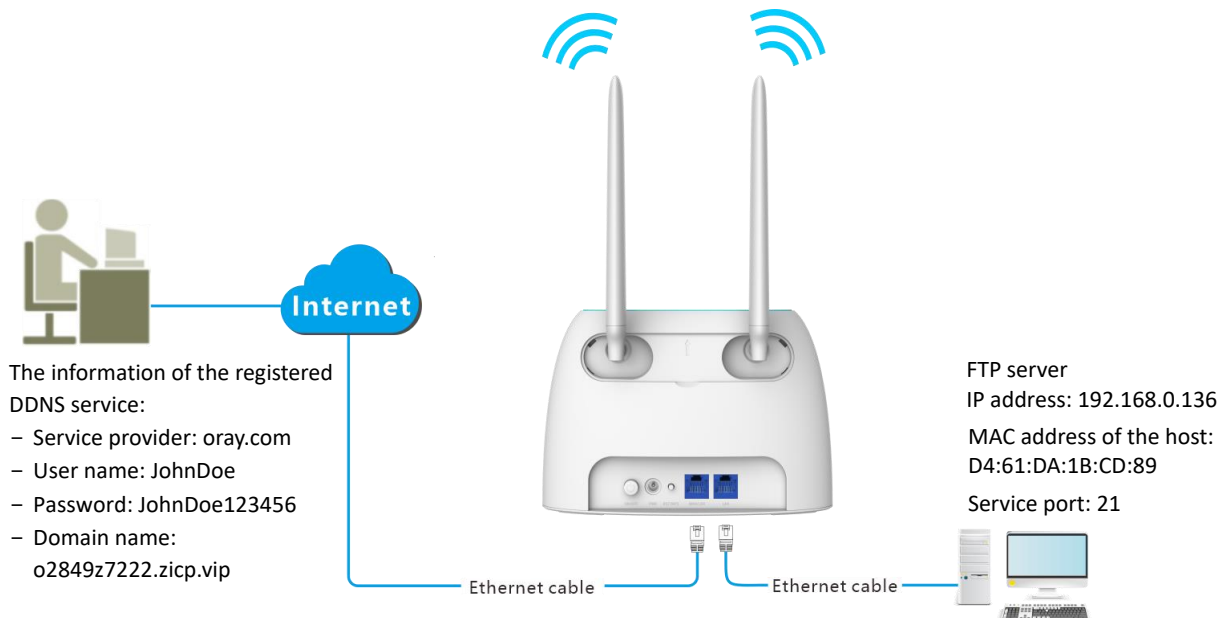 Internet
The information of the registered
DDNS service:
− Service provider: oray.com
− User name: JohnDoe
− Password: JohnDoe123456
− Domain name:
o2849z7222.zicp.vip
Ethernet cable
Ethernet cable
FTP server
IP address: 192.168.0.136
MAC address of the host:
D4:61:DA:1B:CD:89
Service port: 21